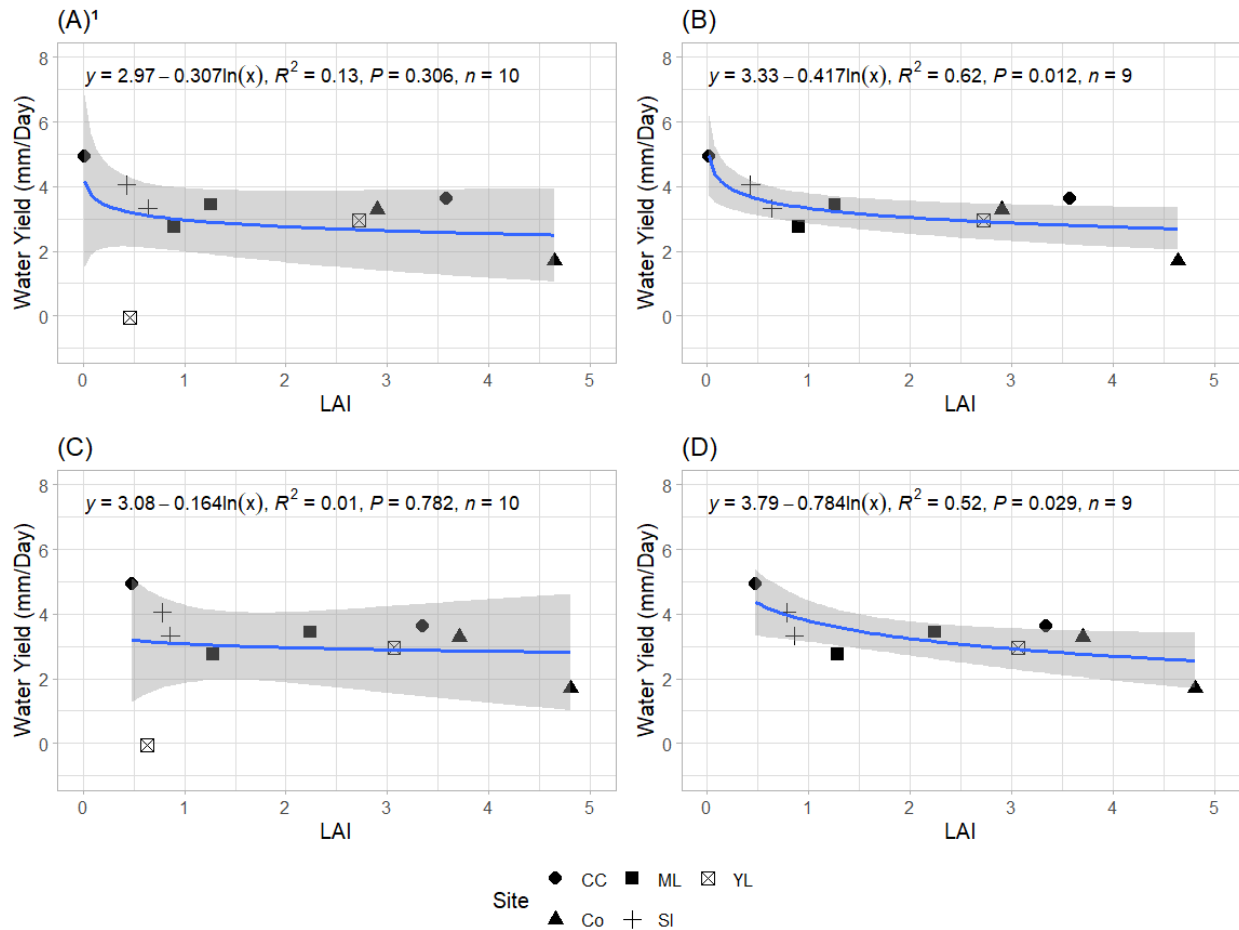 (A)¹
(B)
y = 2.97 − 0.307ln(x), R² = 0.13, P = 0.306, n = 10
y = 3.33 − 0.417ln(x), R² = 0.62, P = 0.012, n = 9
Water Yield (mm/Day)
8
6
4
2
0
0 1 2 3 4 5
LAI
Water Yield (mm/Day)
8
6
4
2
0
0 1 2 3 4 5
LAI
(C)
(D)
y = 3.08 − 0.164ln(x), R² = 0.01, P = 0.782, n = 10
y = 3.79 − 0.784ln(x), R² = 0.52, P = 0.029, n = 9
Water Yield (mm/Day)
8
6
4
2
0
0 1 2 3 4 5
LAI
Water Yield (mm/Day)
8
6
4
2
0
0 1 2 3 4 5
LAI
Site
CC ML YL
Co SI